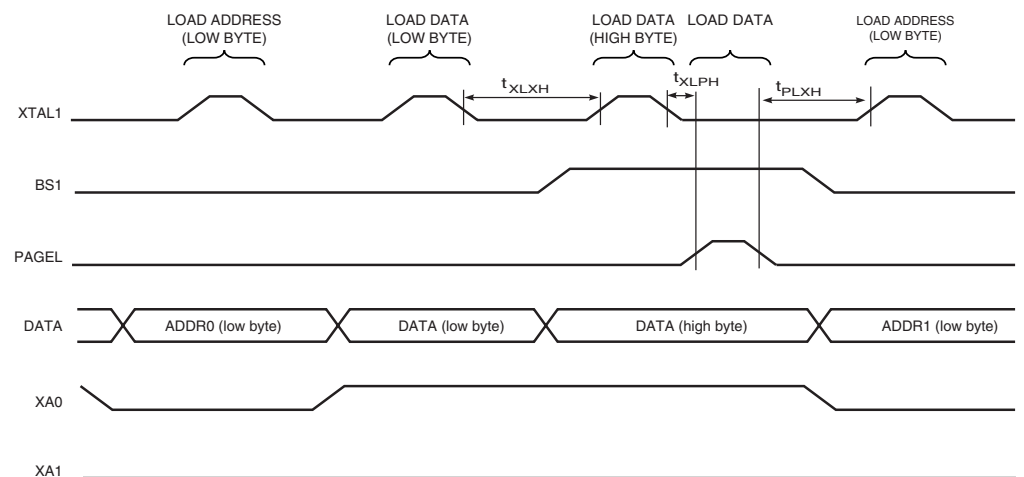 LOAD ADDRESS
(LOW BYTE)
LOAD DATA
(LOW BYTE)
LOAD DATA
(HIGH BYTE)
LOAD DATA
LOAD ADDRESS
(LOW BYTE)
tXLXH
tXLPH
tPLXH
XTAL1
BS1
PAGEL
DATA
ADDR0 (low byte)
DATA (low byte)
DATA (high byte)
ADDR1 (low byte)
XA0
XA1